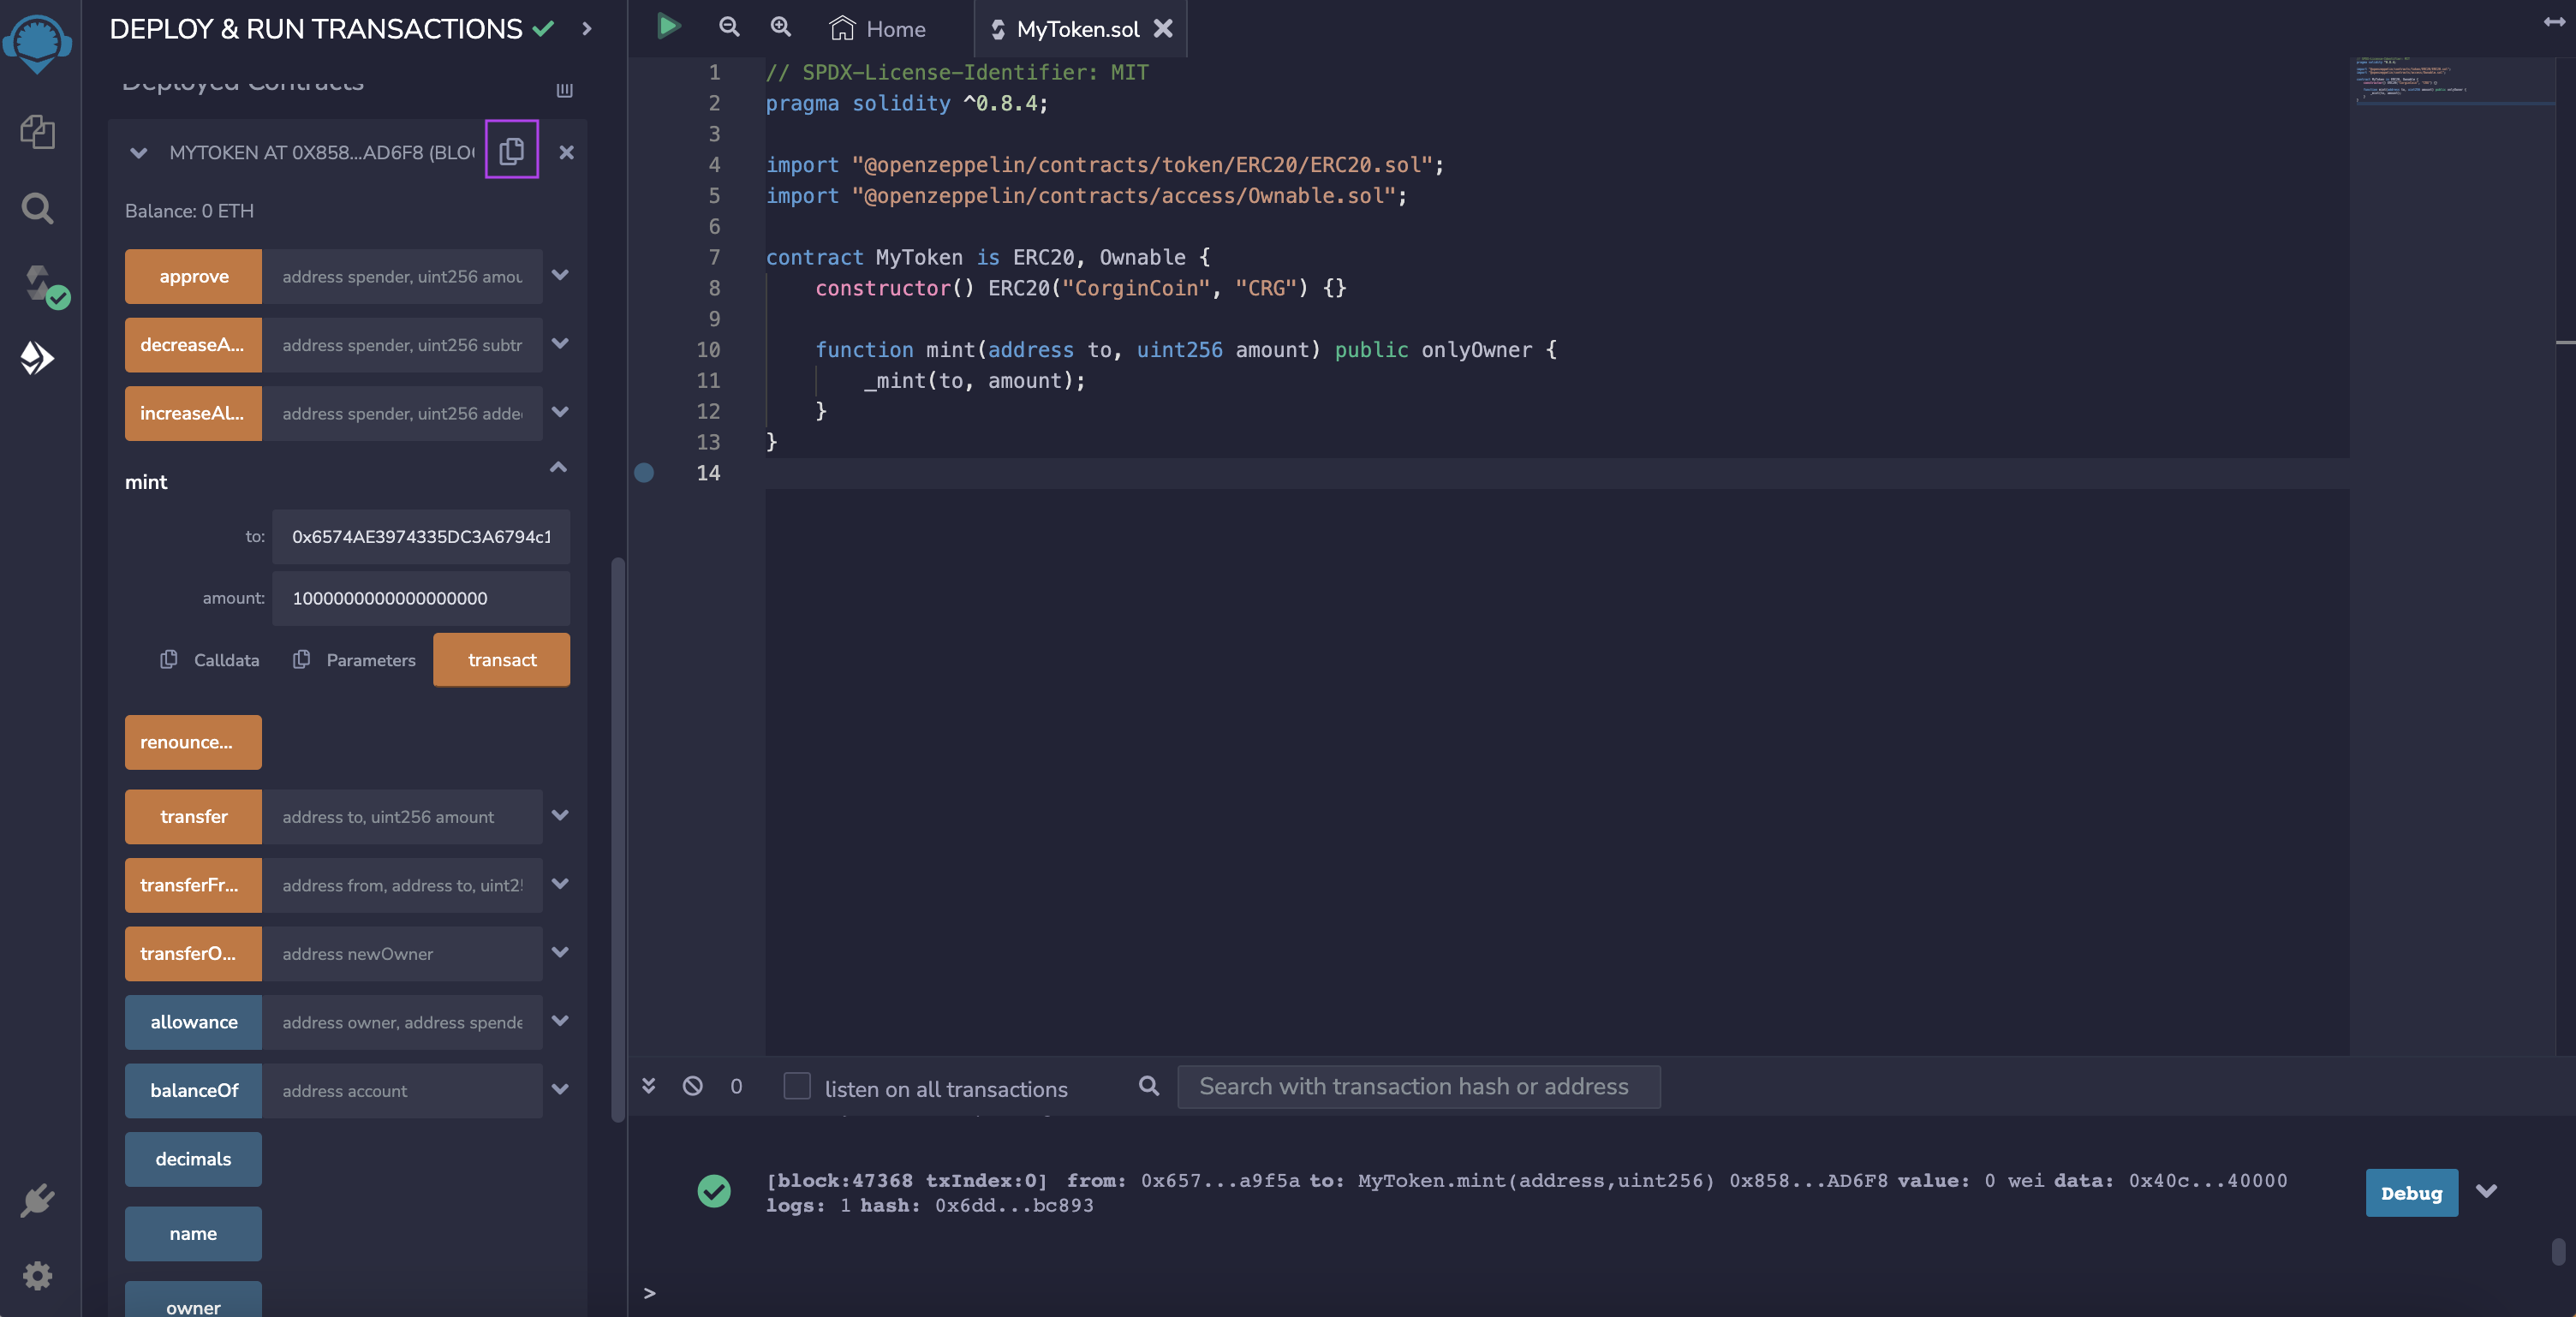 DEPLOY & RUN TRANSACTIONS
Deployed Contracts
MYTOKEN AT 0X858...AD6F8 (BLO
Balance: 0 ETH
approve address spender, uint256 amou
decreaseA... address spender, uint256 subtr
increaseAl... address spender, uint256 adde
mint
to: 0x6574AE3974335DC3A6794c1
amount: 1000000000000000000
Calldata Parameters transact
renounce...
transfer address to, uint256 amount
transferFr... address from, address to, uint25
transferO... address newOwner
allowance address owner, address spende
balanceOf address account
decimals
name
owner
Home MyToken.sol
1 // SPDX-License-Identifier: MIT
2 pragma solidity ^0.8.4;
3
4 import "@openzeppelin/contracts/token/ERC20/ERC20.sol";
5 import "@openzeppelin/contracts/access/Ownable.sol";
6
7 contract MyToken is ERC20, Ownable {
8 constructor() ERC20("CorginCoin", "CRG") {}
9
10 function mint(address to, uint256 amount) public onlyOwner {
11 _mint(to, amount);
12 }
13 }
14
0 listen on all transactions Search with transaction hash or address
[block:47368 txIndex:0] from: 0x657...a9f5a to: MyToken.mint(address,uint256) 0x858...AD6F8 value: 0 wei data: 0x40c...40000
logs: 1 hash: 0x6dd...bc893
Debug
>